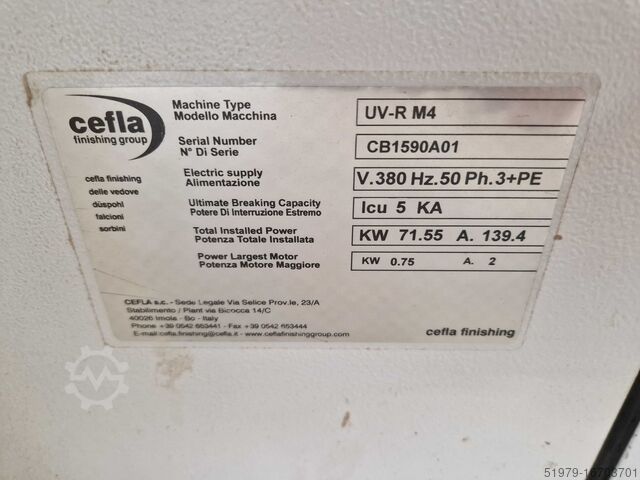 cefla
finishing group
cefla finishing
delle vedove
düspohl
falcioni
sorbini
Machine Type
Modello Macchina
UV-R M4
Serial Number
N° Di Serie
CB1590A01
Electric supply
Alimentazione
V.380 Hz.50 Ph.3+PE
Ultimate Breaking Capacity
Potere Di Interruzione Estremo
Icu 5 KA
Total Installed Power
Potenza Totale Installata
KW 71.55 A. 139.4
Power Largest Motor
Potenza Motore Maggiore
KW 0.75 A. 2
CEFLA s.c. - Sede Legale Via Selice Prov.le, 23/A
Stabilimento / Plant via Bicocca 14/C
40026 Imola - Bo - Italy
Phone +39 0542 653441 - Fax +39 0542 653444
E-mail:cefla.finishing@cefla.it - www.ceflafinishinggroup.com
cefla finishing
51979-16703701